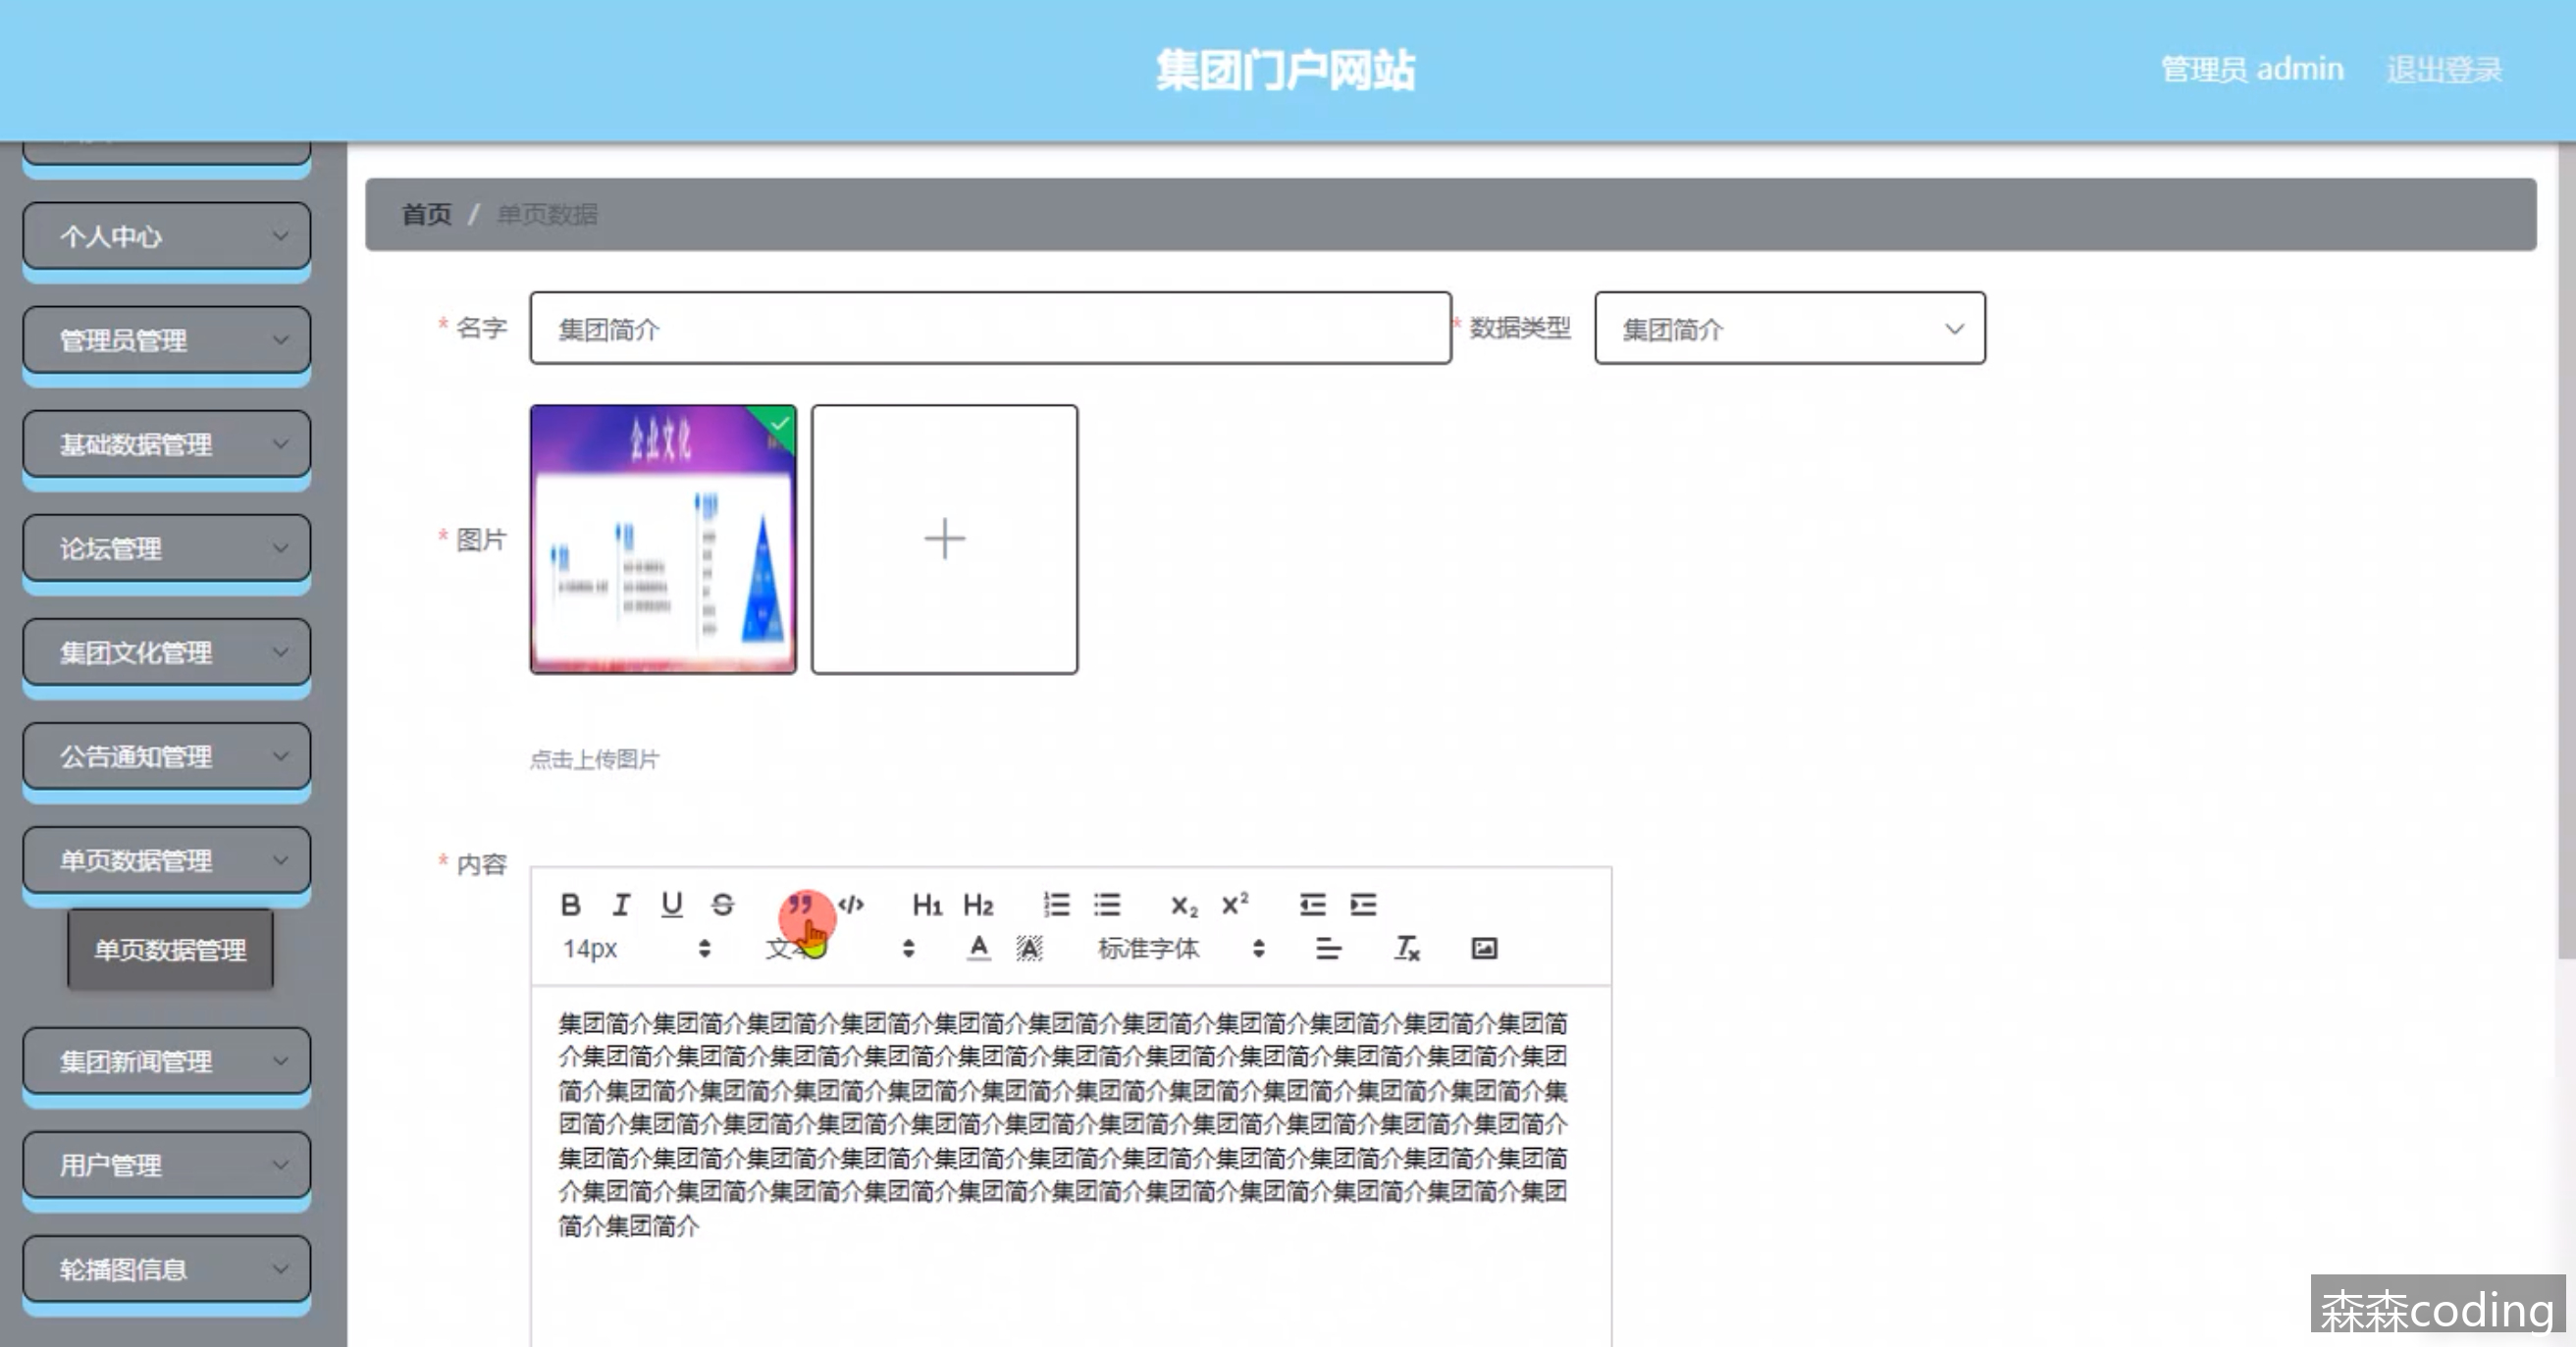 集团门户网站
管理员 admin
退出登录
个人中心
管理员管理
基础数据管理
论坛管理
集团文化管理
公告通知管理
单页数据管理
单页数据管理
集团新闻管理
用户管理
轮播图信息
首页 / 单页数据
* 名字
集团简介
* 数据类型
集团简介
* 图片
企业文化
点击上传图片
* 内容
B I U S ” </> H1 H2 x₂ x²
14px 文本 A A 标准字体
集团简介集团简介集团简介集团简介集团简介集团简介集团简介集团简介集团简介集团简介集团简
介集团简介集团简介集团简介集团简介集团简介集团简介集团简介集团简介集团简介集团简介集团
简介集团简介集团简介集团简介集团简介集团简介集团简介集团简介集团简介集团简介集团简介集
团简介集团简介集团简介集团简介集团简介集团简介集团简介集团简介集团简介集团简介集团简介
集团简介集团简介集团简介集团简介集团简介集团简介集团简介集团简介集团简介集团简介集团简
介集团简介集团简介集团简介集团简介集团简介集团简介集团简介集团简介集团简介集团简介集团
简介集团简介
森森coding